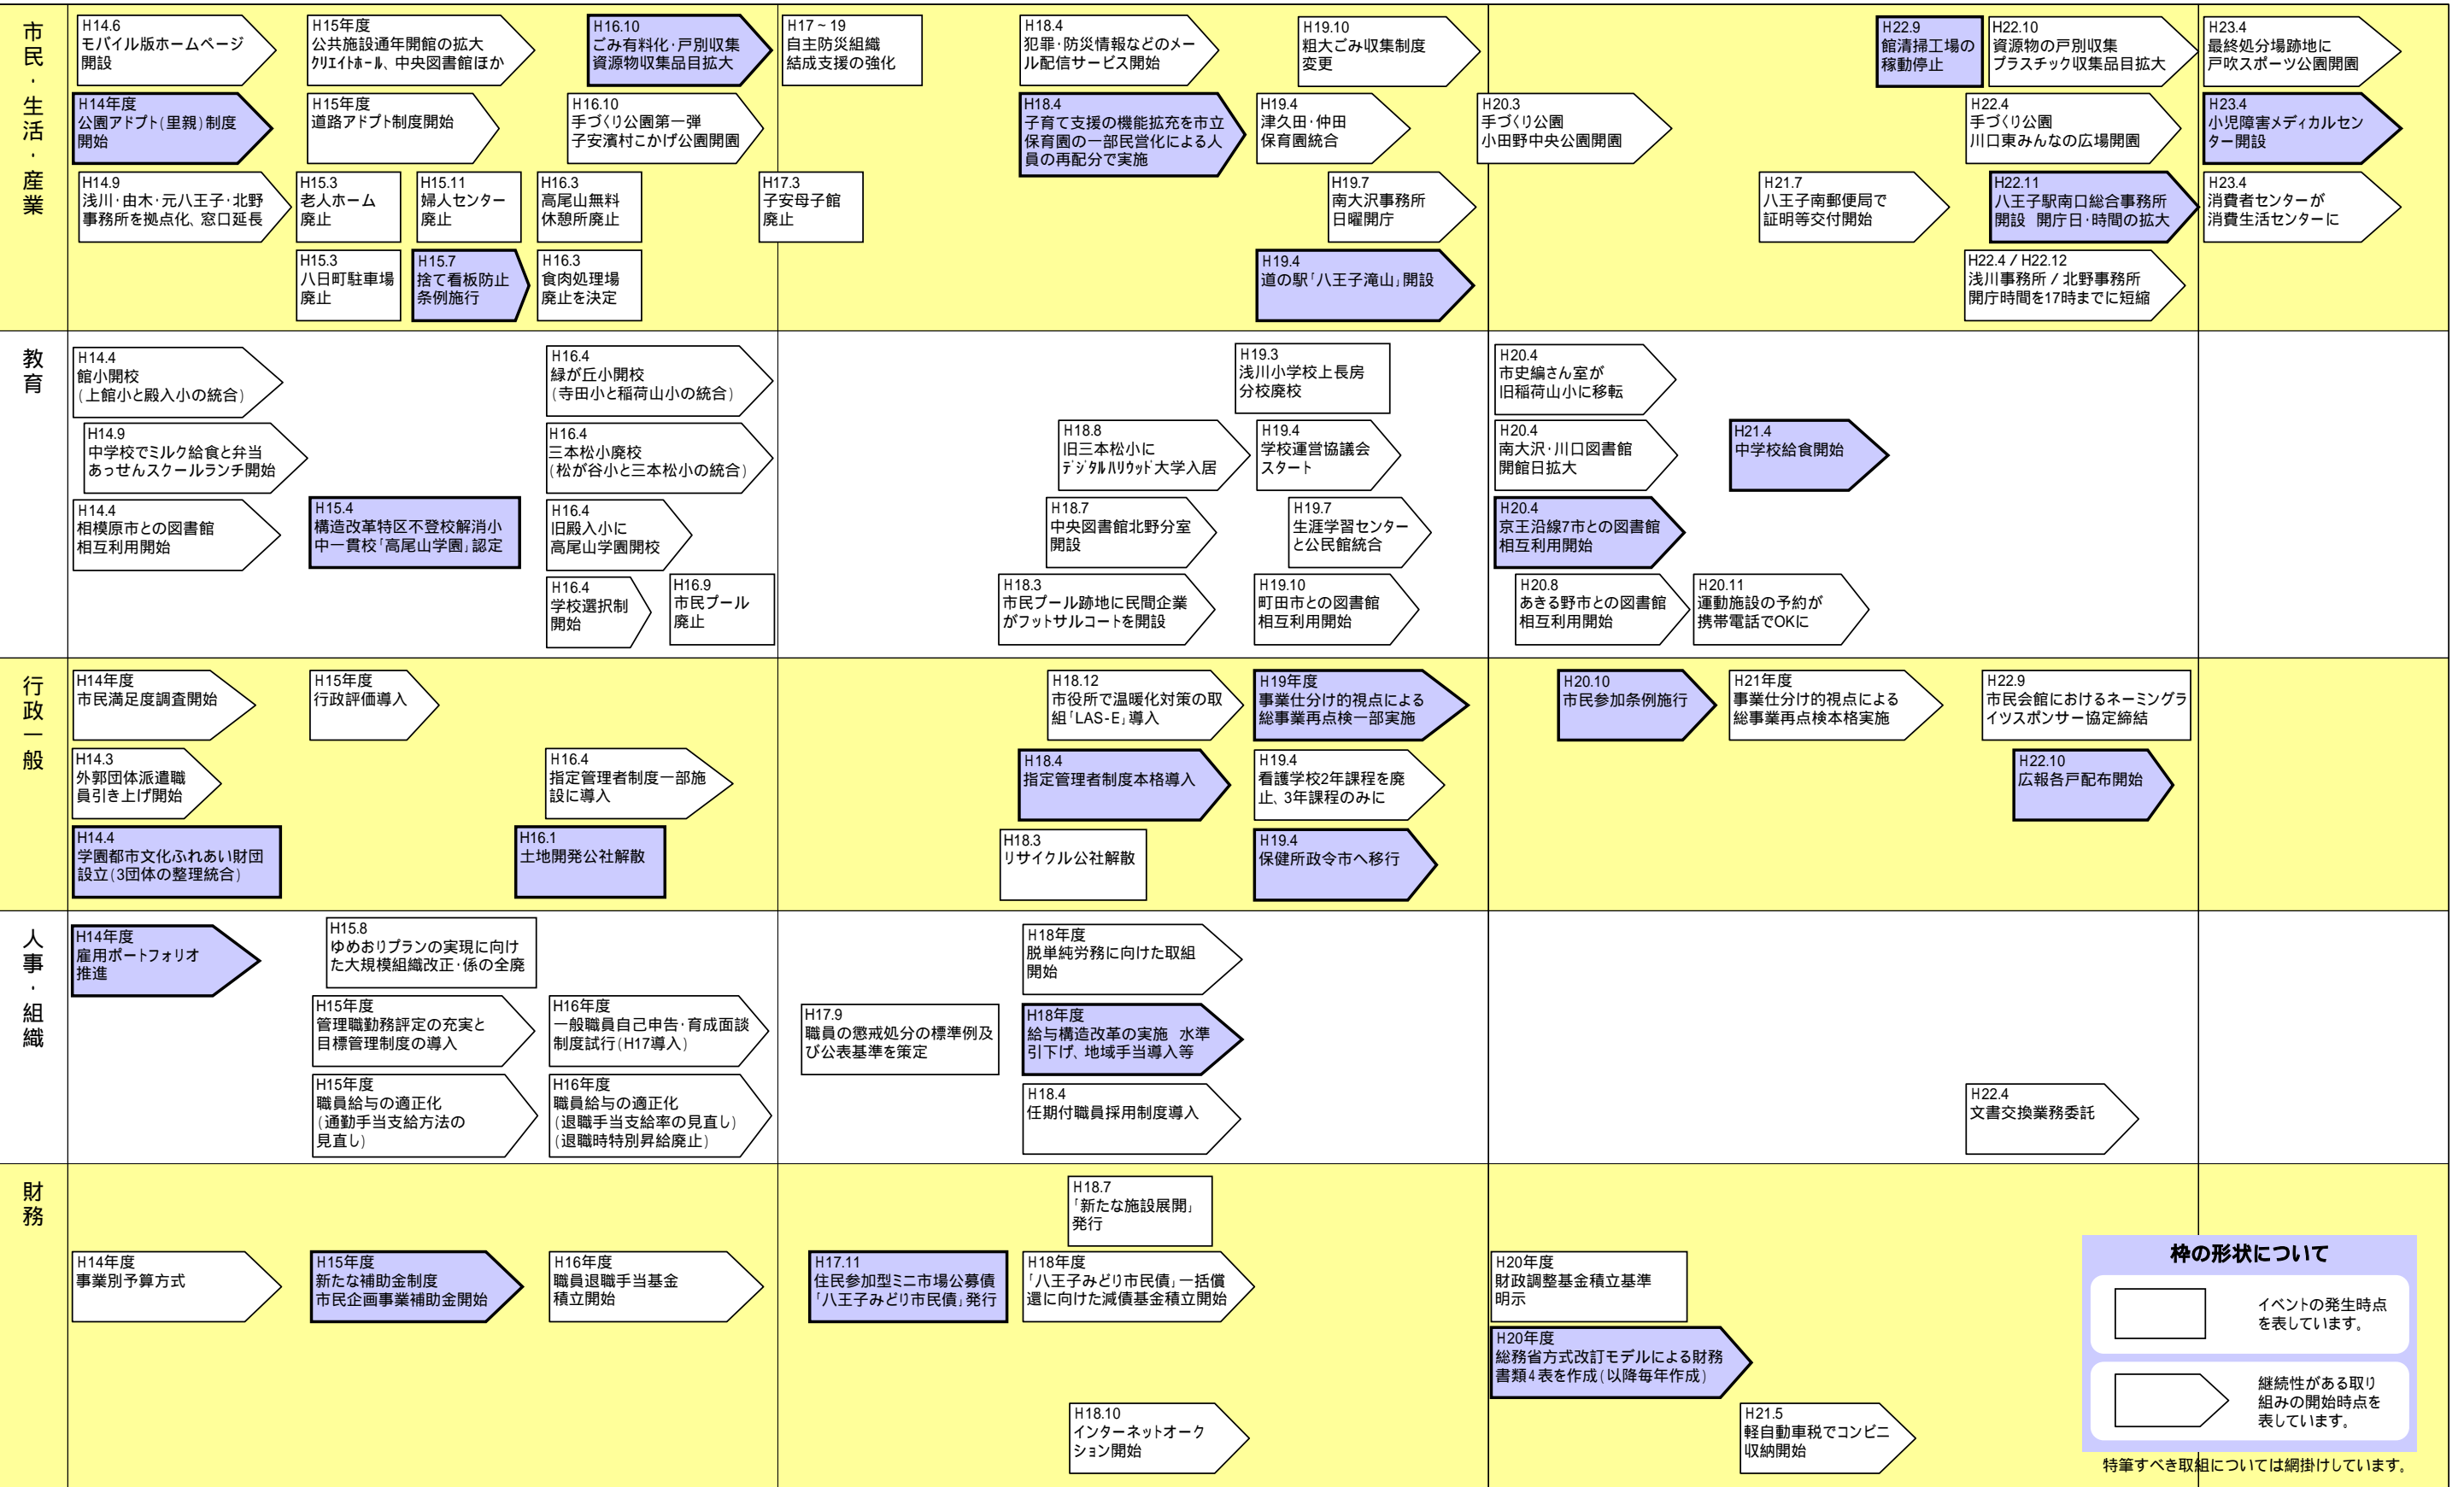 市民・生活・産業
H14.6
モバイル版ホームページ
開設
H15年度
公共施設通年開館の拡大
クリエイトホール、中央図書館ほか
H16.10
ごみ有料化・戸別収集
資源物収集品目拡大
H17～19
自主防災組織
結成支援の強化
H18.4
犯罪・防災情報などのメー
ル配信サービス開始
H19.10
粗大ごみ収集制度
変更
H22.9
館清掃工場の
稼動停止
H22.10
資源物の戸別収集
プラスチック収集品目拡大
H23.4
最終処分場跡地に
戸吹スポーツ公園開園
H14年度
公園アドプト(里親)制度
開始
H15年度
道路アドプト制度開始
H16.10
手づくり公園第一弾
子安濱村こかげ公園開園
H18.4
子育て支援の機能拡充を市立
保育園の一部民営化による人
員の再配分で実施
H19.4
津久田・仲田
保育園統合
H20.3
手づくり公園
小田野中央公園開園
H22.4
手づくり公園
川口東みんなの広場開園
H23.4
小児障害メディカルセン
ター開設
H14.9
浅川・由木・元八王子・北野
事務所を拠点化、窓口延長
H15.3
老人ホーム
廃止
H15.11
婦人センター
廃止
H16.3
高尾山無料
休憩所廃止
H17.3
子安母子館
廃止
H19.7
南大沢事務所
日曜開庁
H21.7
八王子南郵便局で
証明等交付開始
H22.11
八王子駅南口総合事務所
開設　開庁日・時間の拡大
H23.4
消費者センターが
消費生活センターに
H15.3
八日町駐車場
廃止
H15.7
捨て看板防止
条例施行
H16.3
食肉処理場
廃止を決定
H19.4
道の駅「八王子滝山」開設
H22.4 / H22.12
浅川事務所 / 北野事務所
開庁時間を17時までに短縮
教育
H14.4
館小開校
(上館小と殿入小の統合)
H16.4
緑が丘小開校
(寺田小と稲荷山小の統合)
H19.3
浅川小学校上長房
分校廃校
H20.4
市史編さん室が
旧稲荷山小に移転
H14.9
中学校でミルク給食と弁当
あっせんスクールランチ開始
H16.4
三本松小廃校
(松が谷小と三本松小の統合)
H18.8
旧三本松小に
デジタルハリウッド大学入居
H19.4
学校運営協議会
スタート
H20.4
南大沢・川口図書館
開館日拡大
H21.4
中学校給食開始
H14.4
相模原市との図書館
相互利用開始
H15.4
構造改革特区不登校解消小
中一貫校「高尾山学園」認定
H16.4
旧殿入小に
高尾山学園開校
H18.7
中央図書館北野分室
開設
H19.7
生涯学習センター
と公民館統合
H20.4
京王沿線7市との図書館
相互利用開始
H16.4
学校選択制
開始
H16.9
市民プール
廃止
H18.3
市民プール跡地に民間企業
がフットサルコートを開設
H19.10
町田市との図書館
相互利用開始
H20.8
あきる野市との図書館
相互利用開始
H20.11
運動施設の予約が
携帯電話でOKに
行政一般
H14年度
市民満足度調査開始
H15年度
行政評価導入
H18.12
市役所で温暖化対策の取
組「LAS-E」導入
H19年度
事業仕分け的視点による
総事業再点検一部実施
H20.10
市民参加条例施行
H21年度
事業仕分け的視点による
総事業再点検本格実施
H22.9
市民会館におけるネーミングラ
イツスポンサー協定締結
H14.3
外郭団体派遣職
員引き上げ開始
H16.4
指定管理者制度一部施
設に導入
H18.4
指定管理者制度本格導入
H19.4
看護学校2年課程を廃
止、3年課程のみに
H22.10
広報各戸配布開始
H14.4
学園都市文化ふれあい財団
設立(3団体の整理統合)
H16.1
土地開発公社解散
H18.3
リサイクル公社解散
H19.4
保健所政令市へ移行
人事・組織
H14年度
雇用ポートフォリオ
推進
H15.8
ゆめおりプランの実現に向け
た大規模組織改正・係の全廃
H18年度
脱単純労務に向けた取組
開始
H15年度
管理職勤務評定の充実と
目標管理制度の導入
H16年度
一般職員自己申告・育成面談
制度試行(H17導入)
H17.9
職員の懲戒処分の標準例及
び公表基準を策定
H18年度
給与構造改革の実施　水準
引下げ、地域手当導入等
H15年度
職員給与の適正化
(通勤手当支給方法の
見直し)
H16年度
職員給与の適正化
(退職手当支給率の見直し)
(退職時特別昇給廃止)
H18.4
任期付職員採用制度導入
H22.4
文書交換業務委託
財務
H18.7
「新たな施設展開」
発行
H14年度
事業別予算方式
H15年度
新たな補助金制度
市民企画事業補助金開始
H16年度
職員退職手当基金
積立開始
H17.11
住民参加型ミニ市場公募債
「八王子みどり市民債」発行
H18年度
「八王子みどり市民債」一括償
還に向けた減債基金積立開始
H20年度
財政調整基金積立基準
明示
H20年度
総務省方式改訂モデルによる財務
書類4表を作成(以降毎年作成)
H18.10
インターネットオーク
ション開始
H21.5
軽自動車税でコンビニ
収納開始
枠の形状について
イベントの発生時点
を表しています。
継続性がある取り
組みの開始時点を
表しています。
特筆すべき取組については網掛けしています。